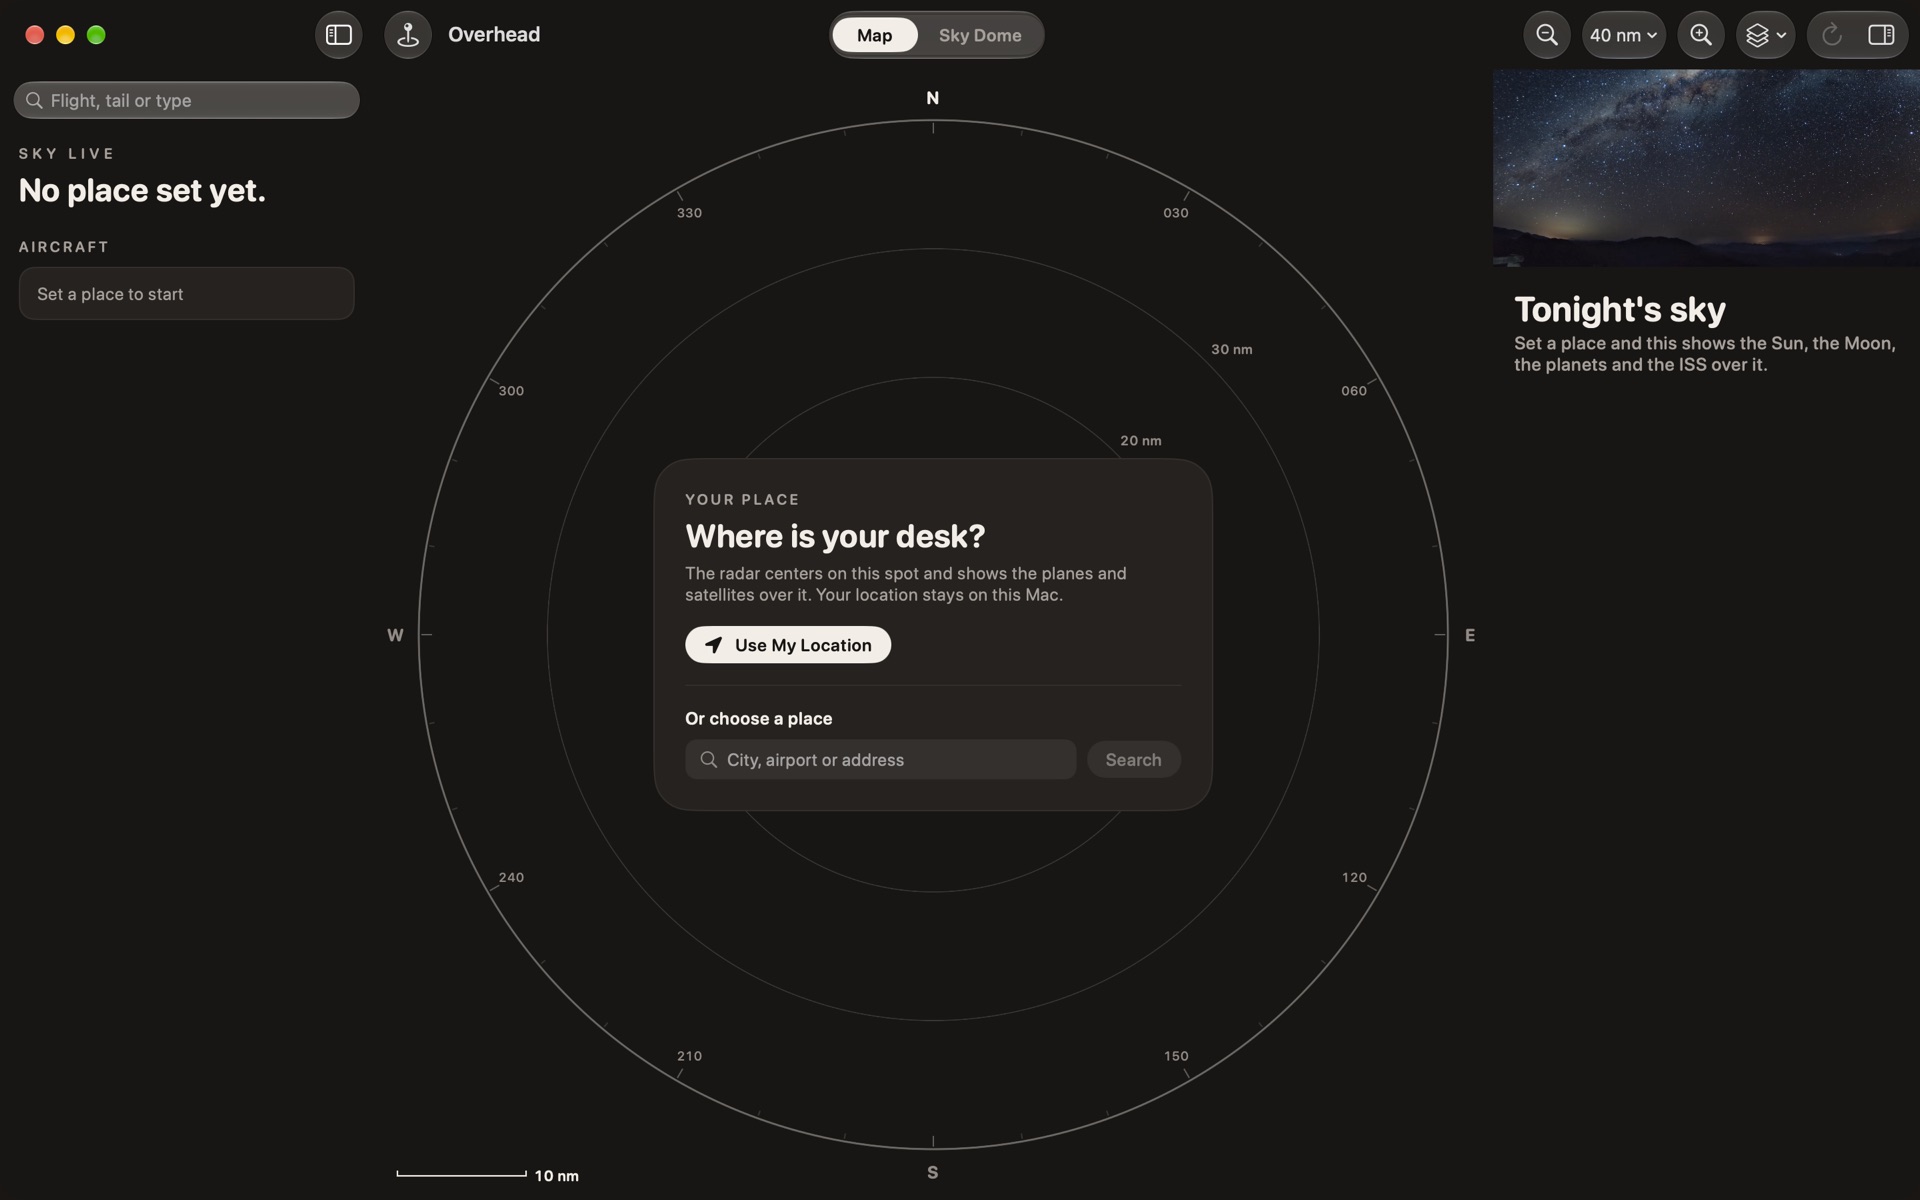 Overhead
Map
Sky Dome
40 nm
Flight, tail or type
SKY LIVE
No place set yet.
AIRCRAFT
Set a place to start
N
330
030
30 nm
300
060
20 nm
W
E
240
120
210
150
S
10 nm
YOUR PLACE
Where is your desk?
The radar centers on this spot and shows the planes and
satellites over it. Your location stays on this Mac.
Use My Location
Or choose a place
City, airport or address
Search
Tonight's sky
Set a place and this shows the Sun, the Moon,
the planets and the ISS over it.